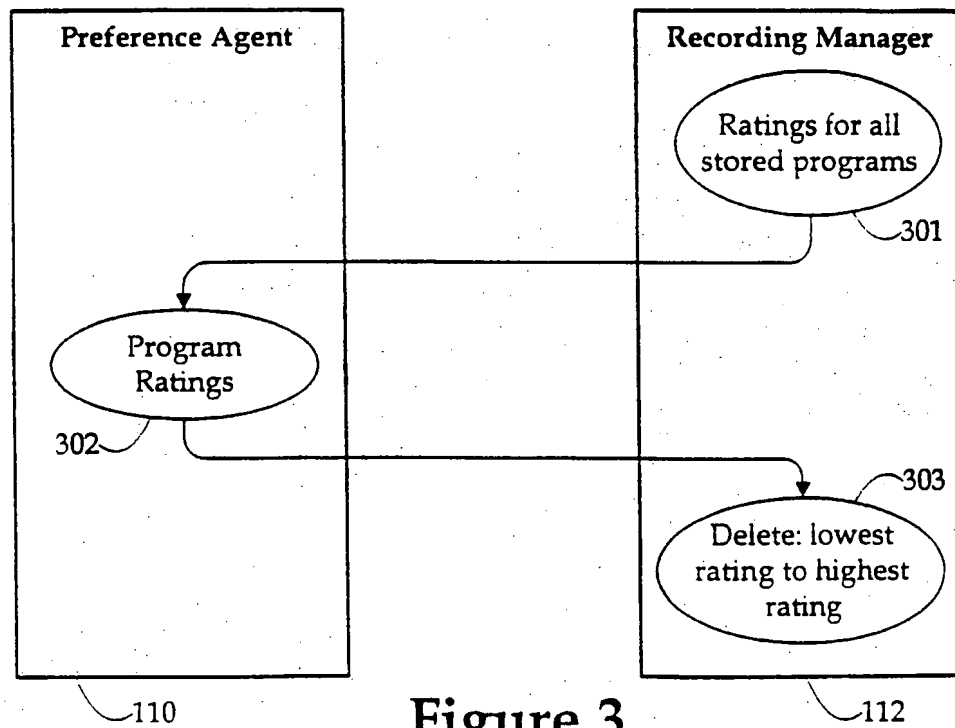 Preference Agent
Recording Manager
Ratings for all
stored programs
301
Program
Ratings
302
303
Delete: lowest
rating to highest
rating
110
112
Figure 3